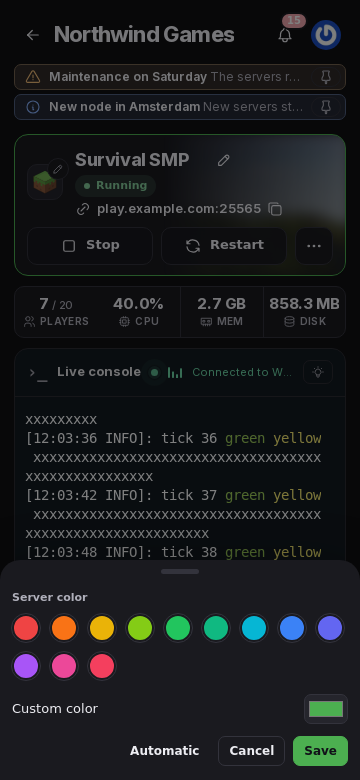 Northwind Games
15
Maintenance on Saturday The servers r…
New node in Amsterdam New servers st…
Survival SMP
Running
play.example.com:25565
Stop
Restart
7 / 20
40.0%
2.7 GB
858.3 MB
PLAYERS
CPU
MEM
DISK
Live console
Connected to W…
xxxxxxxxx
[12:03:36 INFO]: tick 36 green yellow
xxxxxxxxxxxxxxxxxxxxxxxxxxxxxxxxxxx
xxxxxxxxxxxxxxxx
[12:03:42 INFO]: tick 37 green yellow
xxxxxxxxxxxxxxxxxxxxxxxxxxxxxxxxxxx
xxxxxxxxxxxxxxxxxxxxxxx
[12:03:48 INFO]: tick 38 green yellow
Server color
Custom color
Automatic
Cancel
Save